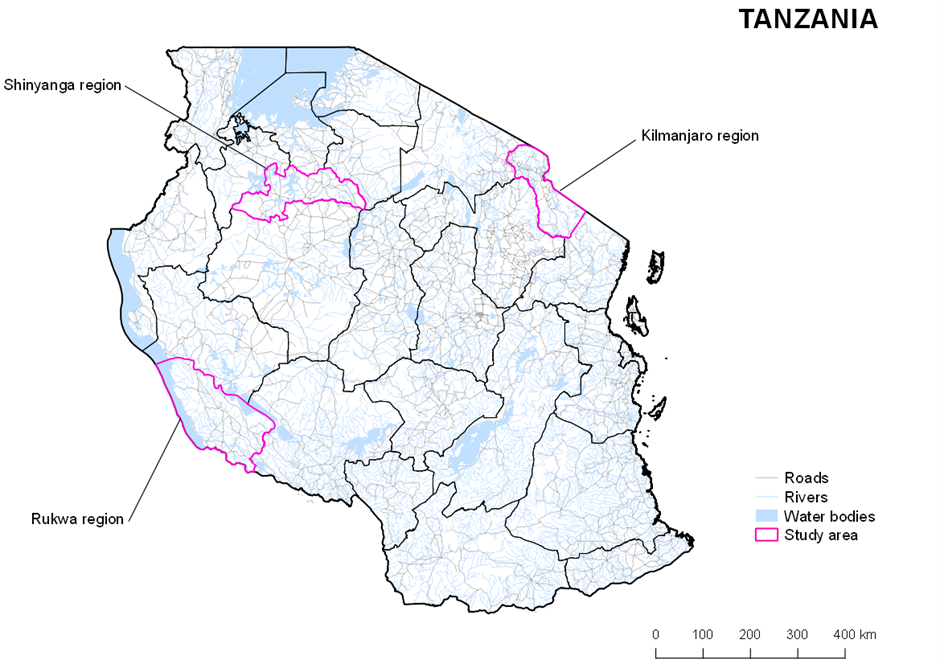 TANZANIA
Shinyanga region
Kilmanjaro region
Rukwa region
Roads
Rivers
Water bodies
Study area
0 100 200 300 400 km